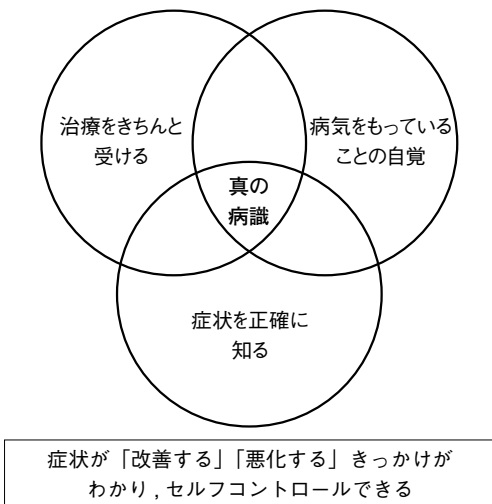 治療をきちんと
受ける
病気をもっている
ことの自覚
真の
病識
症状を正確に
知る
症状が「改善する」「悪化する」きっかけが
わかり，セルフコントロールできる